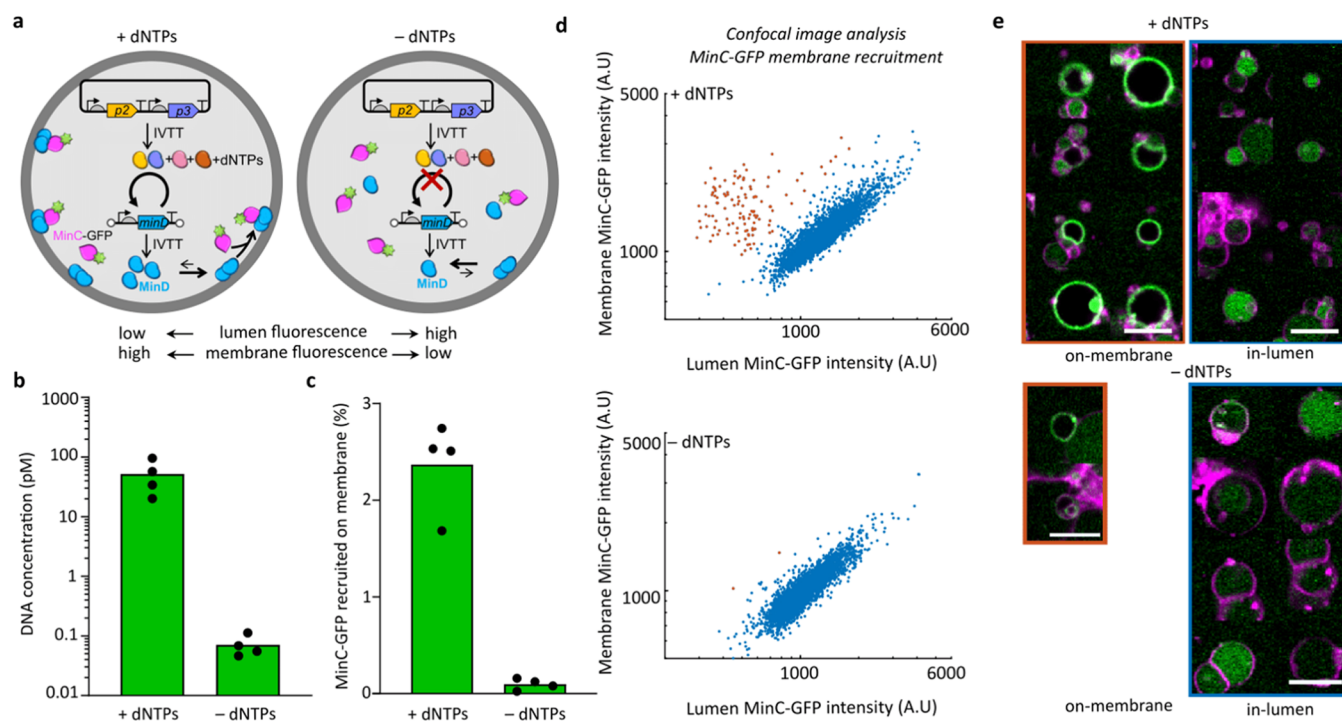 a
+ dNTPs
– dNTPs
p2
p3
p2
p3
IVTT
IVTT
+ + + +dNTPs
+ + +
minD
minD
MinC-GFP
IVTT
IVTT
MinD
MinD
low ← lumen fluorescence → high
high ← membrane fluorescence → low
b
DNA concentration (pM)
1000
100
10
1
0.1
0.01
+ dNTPs
– dNTPs
c
MinC-GFP recruited on membrane (%)
3
2
1
0
+ dNTPs
– dNTPs
d
Confocal image analysis
MinC-GFP membrane recruitment
Membrane MinC-GFP intensity (A.U)
5000
+ dNTPs
1000
1000
6000
Lumen MinC-GFP intensity (A.U)
Membrane MinC-GFP intensity (A.U)
5000
– dNTPs
1000
1000
6000
Lumen MinC-GFP intensity (A.U)
e
+ dNTPs
on-membrane
in-lumen
– dNTPs
on-membrane
in-lumen